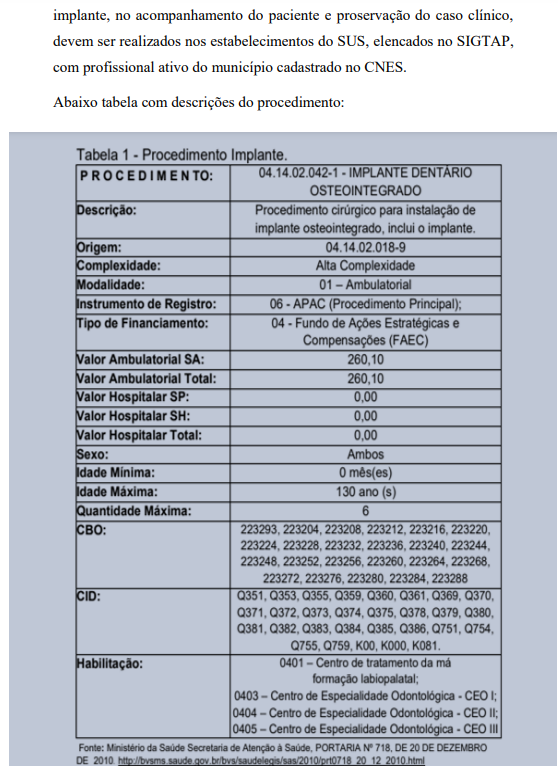 implante, no acompanhamento do paciente e proservação do caso clínico,
devem ser realizados nos estabelecimentos do SUS, elencados no SIGTAP,
com profissional ativo do município cadastrado no CNES.
Abaixo tabela com descrições do procedimento:
Tabela 1 - Procedimento Implante.
PROCEDIMENTO: 04.14.02.042-1 - IMPLANTE DENTÁRIO
OSTEOINTEGRADO
Descrição: Procedimento cirúrgico para instalação de
implante osteointegrado, inclui o implante.
Origem: 04.14.02.018-9
Complexidade: Alta Complexidade
Modalidade: 01 – Ambulatorial
Instrumento de Registro: 06 - APAC (Procedimento Principal);
Tipo de Financiamento: 04 - Fundo de Ações Estratégicas e
Compensações (FAEC)
Valor Ambulatorial SA: 260,10
Valor Ambulatorial Total: 260,10
Valor Hospitalar SP: 0,00
Valor Hospitalar SH: 0,00
Valor Hospitalar Total: 0,00
Sexo: Ambos
Idade Mínima: 0 mês(es)
Idade Máxima: 130 ano (s)
Quantidade Máxima: 6
CBO: 223293, 223204, 223208, 223212, 223216, 223220,
223224, 223228, 223232, 223236, 223240, 223244,
223248, 223252, 223256, 223260, 223264, 223268,
223272, 223276, 223280, 223284, 223288
CID: Q351, Q353, Q355, Q359, Q360, Q361, Q369, Q370,
Q371, Q372, Q373, Q374, Q375, Q378, Q379, Q380,
Q381, Q382, Q383, Q384, Q385, Q386, Q751, Q754,
Q755, Q759, K00, K000, K081.
Habilitação: 0401 – Centro de tratamento da má
formação labiopalatal;
0403 – Centro de Especialidade Odontológica - CEO I;
0404 – Centro de Especialidade Odontológica - CEO II;
0405 – Centro de Especialidade Odontológica - CEO III
Fonte: Ministério da Saúde Secretaria de Atenção à Saúde, PORTARIA Nº 718, DE 20 DE DEZEMBRO
DE 2010. http://bvsms.saude.gov.br/bvs/saudelegis/sas/2010/prt0718_20_12_2010.html